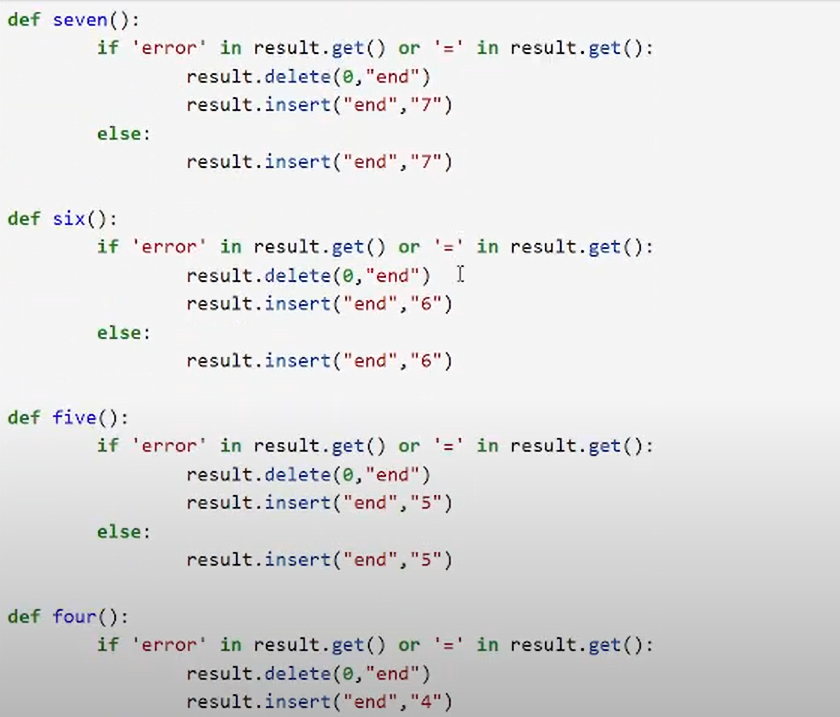 def seven():
        if 'error' in result.get() or '=' in result.get():
                result.delete(0,"end")
                result.insert("end","7")
        else:
                result.insert("end","7")

def six():
        if 'error' in result.get() or '=' in result.get():
                result.delete(0,"end")
                result.insert("end","6")
        else:
                result.insert("end","6")

def five():
        if 'error' in result.get() or '=' in result.get():
                result.delete(0,"end")
                result.insert("end","5")
        else:
                result.insert("end","5")

def four():
        if 'error' in result.get() or '=' in result.get():
                result.delete(0,"end")
                result.insert("end","4")